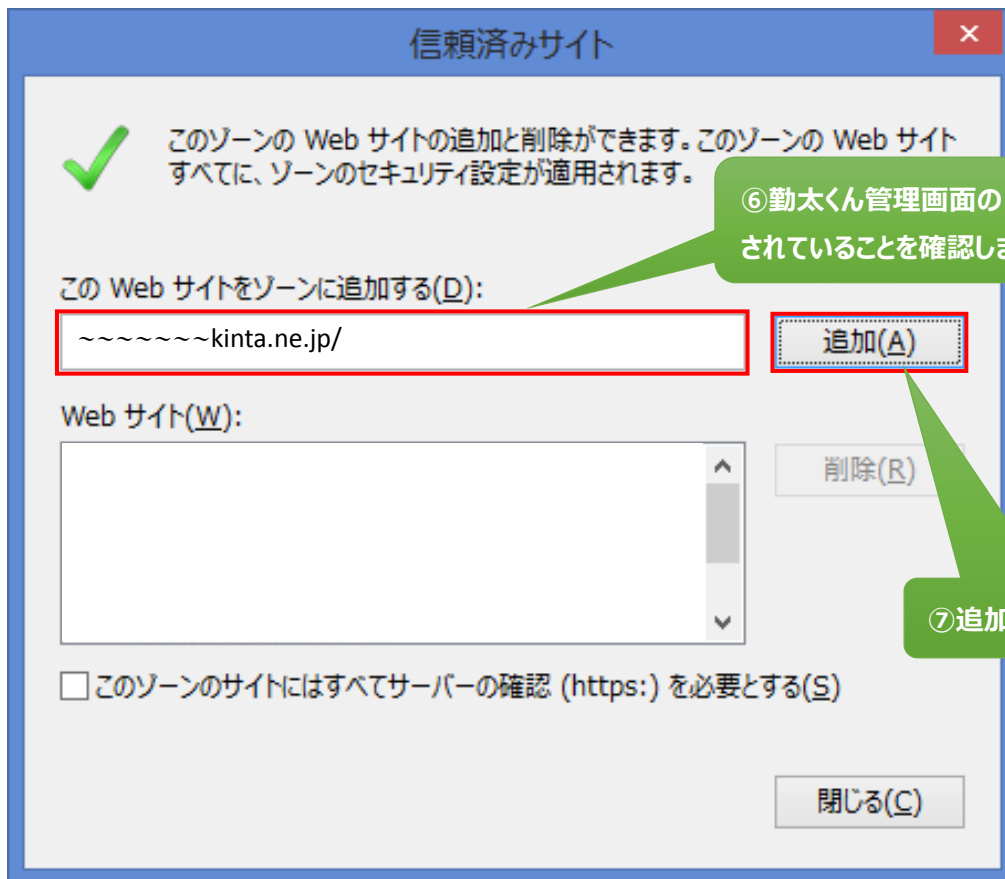 信頼済みサイト
このゾーンの Web サイトの追加と削除ができます。このゾーンの Web サイト
すべてに、ゾーンのセキュリティ設定が適用されます。
⑥勤太くん管理画面の
されていることを確認しま
この Web サイトをゾーンに追加する(D):
~~~~~~~kinta.ne.jp/
追加(A)
Web サイト(W):
削除(R)
⑦追加
このゾーンのサイトにはすべてサーバーの確認 (https:) を必要とする(S)
閉じる(C)